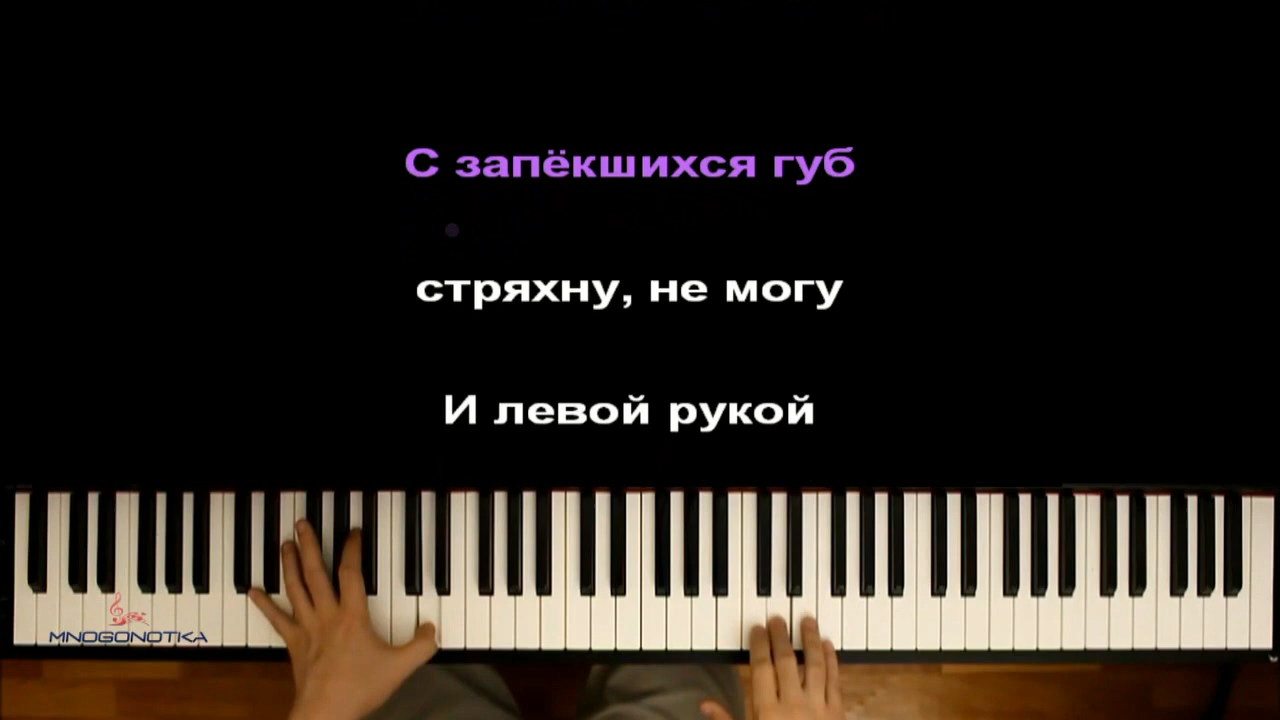 С запёкшихся губ
стряхну, не могу
И левой рукой
MNOGONOTKA